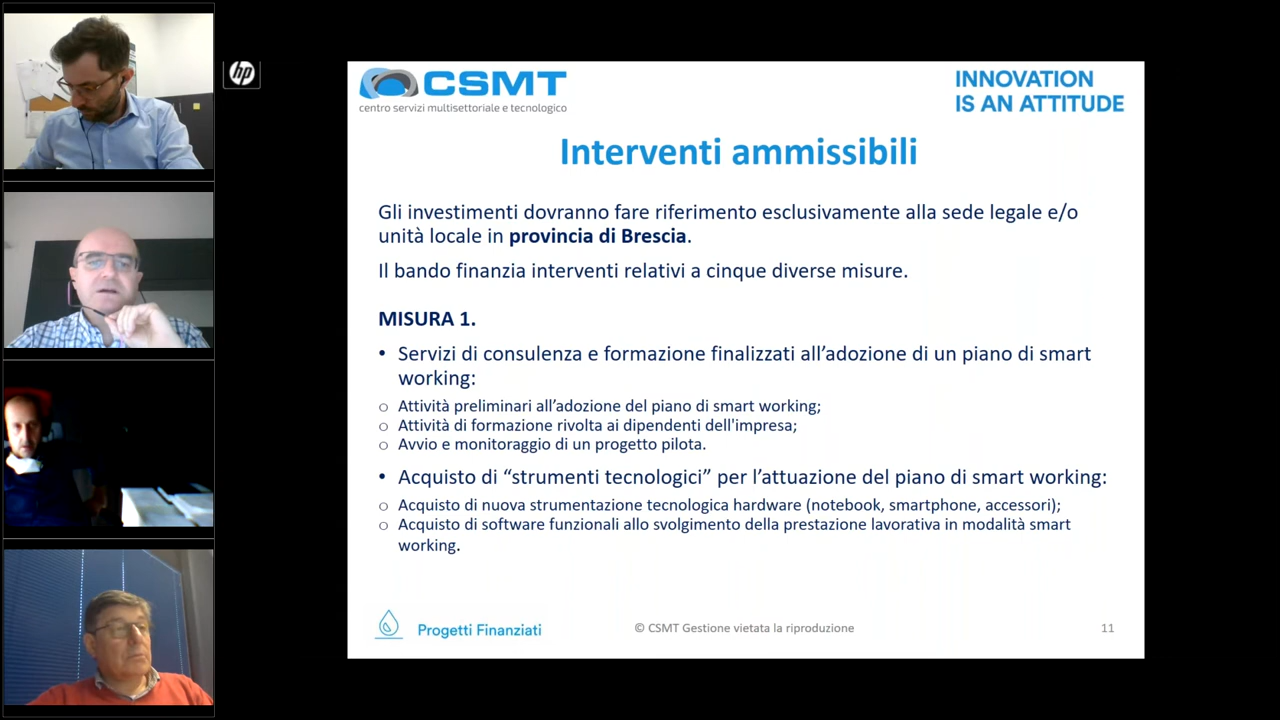 hp
CSMT
centro servizi multisettoriale e tecnologico
INNOVATION
IS AN ATTITUDE
Interventi ammissibili
Gli investimenti dovranno fare riferimento esclusivamente alla sede legale e/o
unità locale in provincia di Brescia.
Il bando finanzia interventi relativi a cinque diverse misure.
MISURA 1.
• Servizi di consulenza e formazione finalizzati all’adozione di un piano di smart
working:
o Attività preliminari all’adozione del piano di smart working;
o Attività di formazione rivolta ai dipendenti dell'impresa;
o Avvio e monitoraggio di un progetto pilota.
• Acquisto di “strumenti tecnologici” per l’attuazione del piano di smart working:
o Acquisto di nuova strumentazione tecnologica hardware (notebook, smartphone, accessori);
o Acquisto di software funzionali allo svolgimento della prestazione lavorativa in modalità smart
working.
Progetti Finanziati
© CSMT Gestione vietata la riproduzione
11